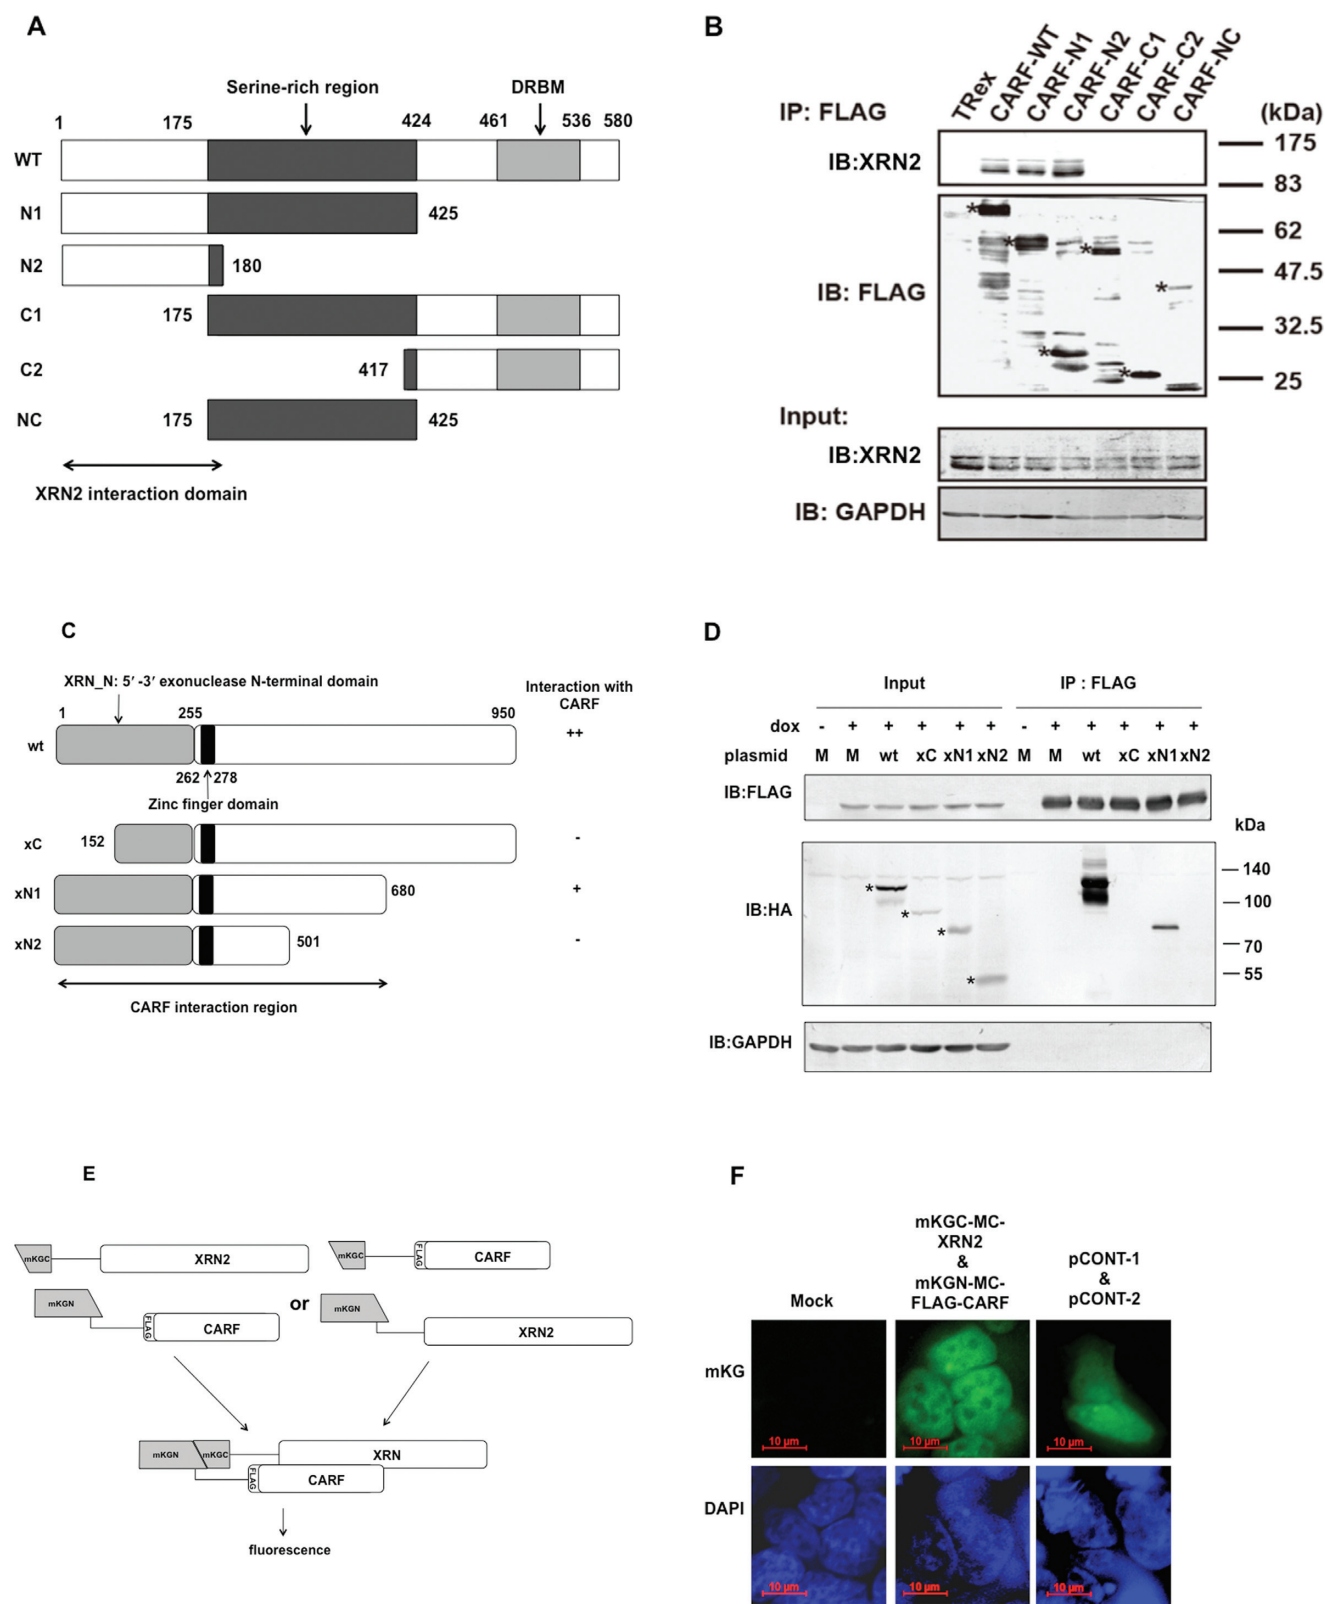 A
Serine-rich region
DRBM
1 175 424 461 536 580
WT
N1 425
N2 180
C1 175
C2 417
NC 175 425
XRN2 interaction domain
B
TRex
CARF-WT
CARF-N1
CARF-N2
CARF-C1
CARF-C2
CARF-NC
IP: FLAG
(kDa)
IB:XRN2
175
83
62
* * * * * *
47.5
IB: FLAG
32.5
25
Input:
IB:XRN2
IB: GAPDH
C
XRN_N: 5′ -3′ exonuclease N-terminal domain
Interaction with
CARF
1 255 950
wt ++
262 278
Zinc finger domain
xC 152 -
xN1 680 +
xN2 501 -
CARF interaction region
D
Input IP : FLAG
dox - + + + + + - + + + + +
plasmid M M wt xC xN1 xN2 M M wt xC xN1 xN2
IB:FLAG
kDa
140
* 100
IB:HA *
* 70
* 55
IB:GAPDH
E
mKGC XRN2
mKGC FLAG CARF
mKGN FLAG CARF
or
mKGN XRN2
mKGN mKGC XRN
FLAG CARF
fluorescence
F
Mock
mKGC-MC-
XRN2
&
mKGN-MC-
FLAG-CARF
pCONT-1
&
pCONT-2
mKG
10 μm 10 μm 10 μm
DAPI
10 μm 10 μm 10 μm